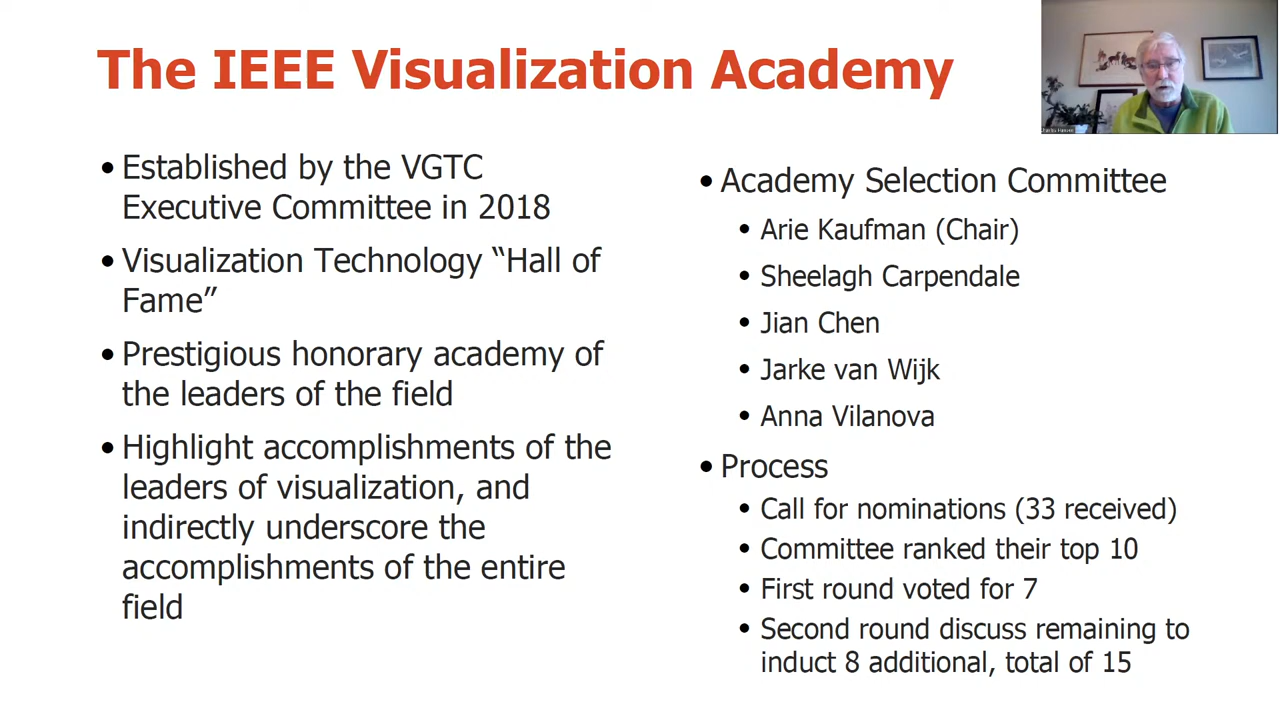 The IEEE Visualization Academy
• Established by the VGTC
Executive Committee in 2018
• Visualization Technology “Hall of
Fame”
• Prestigious honorary academy of
the leaders of the field
• Highlight accomplishments of the
leaders of visualization, and
indirectly underscore the
accomplishments of the entire
field
• Academy Selection Committee
• Arie Kaufman (Chair)
• Sheelagh Carpendale
• Jian Chen
• Jarke van Wijk
• Anna Vilanova
• Process
• Call for nominations (33 received)
• Committee ranked their top 10
• First round voted for 7
• Second round discuss remaining to
induct 8 additional, total of 15
Charles Hansen